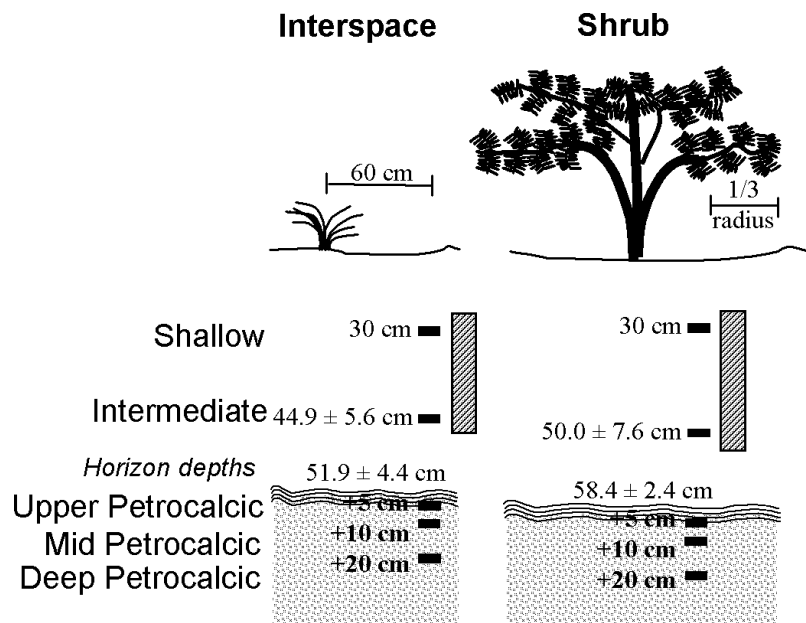 Interspace Shrub
60 cm
1/3
radius
Shallow 30 cm 30 cm
Intermediate 44.9 ± 5.6 cm 50.0 ± 7.6 cm
Horizon depths 51.9 ± 4.4 cm 58.4 ± 2.4 cm
Upper Petrocalcic +5 cm +5 cm
Mid Petrocalcic +10 cm +10 cm
Deep Petrocalcic +20 cm +20 cm